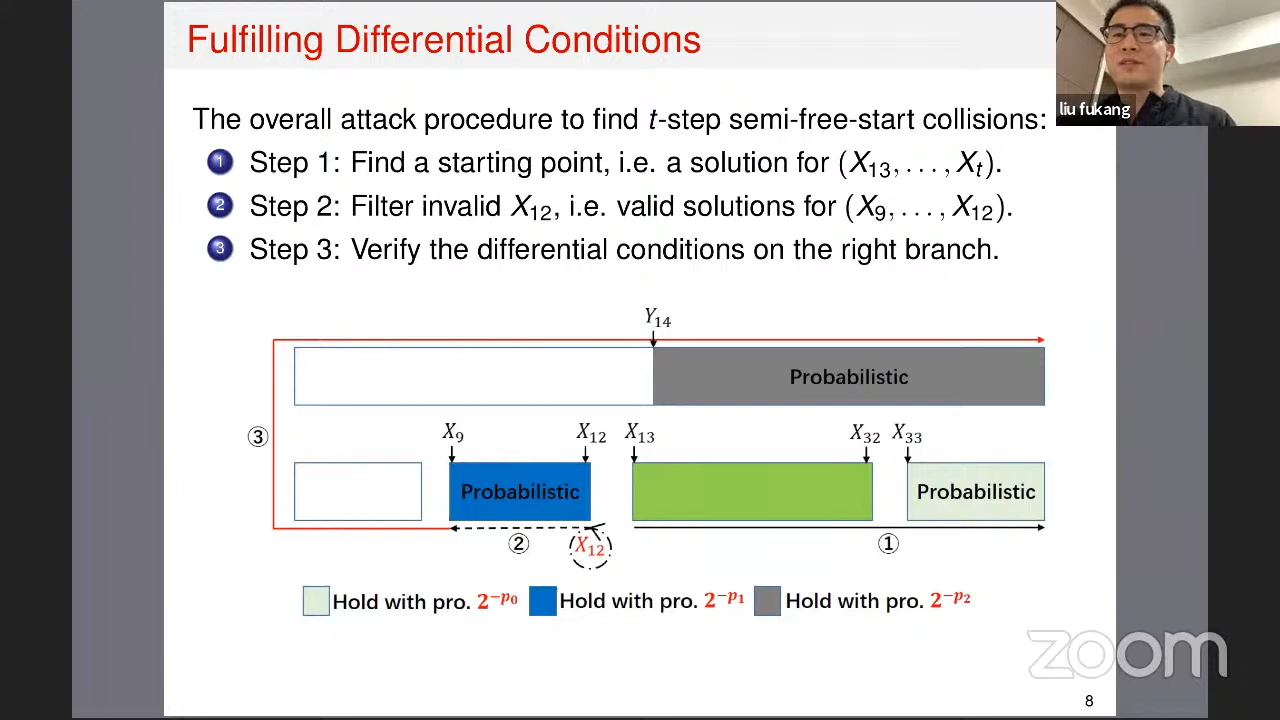 Fulfilling Differential Conditions
liu fukang
The overall attack procedure to find t-step semi-free-start collisions:
1 Step 1: Find a starting point, i.e. a solution for (X₁₃, . . . , Xₜ).
2 Step 2: Filter invalid X₁₂, i.e. valid solutions for (X₉, . . . , X₁₂).
3 Step 3: Verify the differential conditions on the right branch.
Y₁₄
Probabilistic
③
X₉ X₁₂ X₁₃ X₃₂ X₃₃
Probabilistic Probabilistic
② X₁₂ ①
Hold with pro. 2^{-p₀} Hold with pro. 2^{-p₁} Hold with pro. 2^{-p₂}
zoom
8